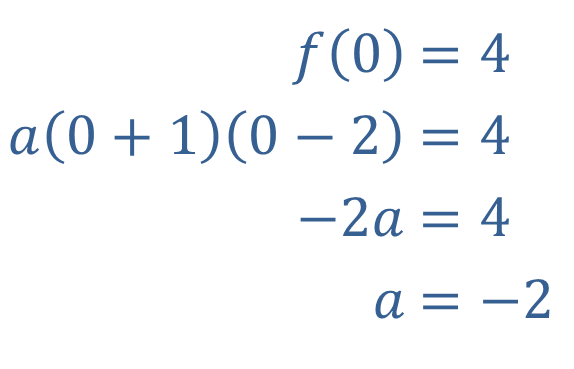 f(0) = 4
a(0 + 1)(0 − 2) = 4
−2a = 4
a = −2